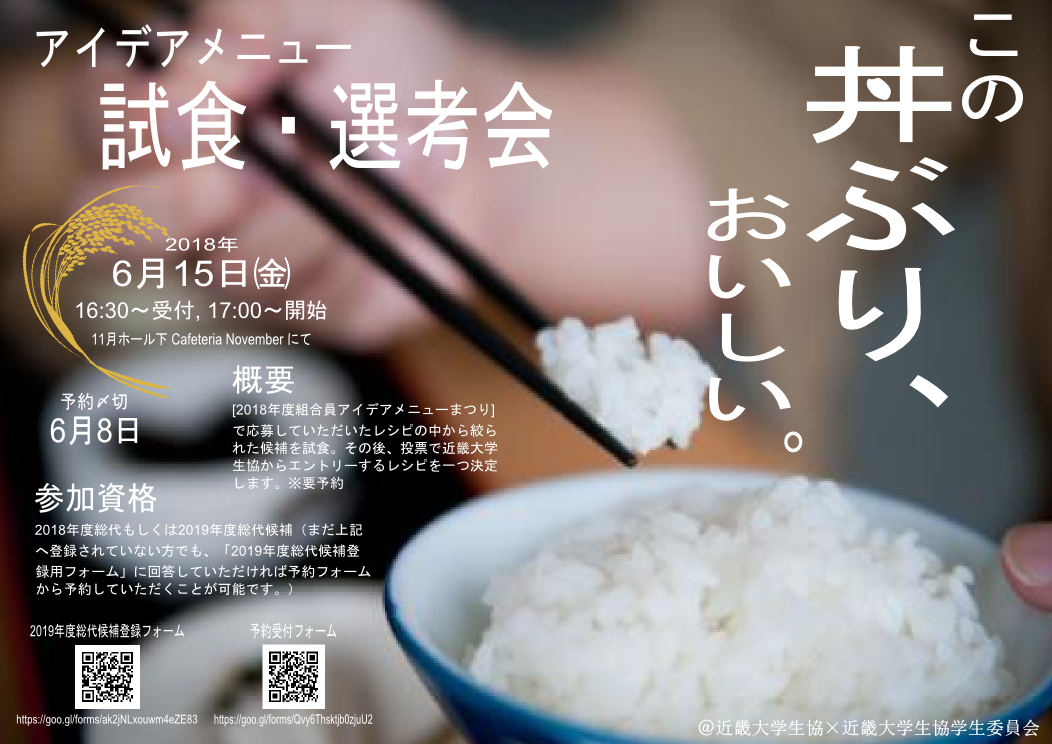 アイデアメニュー
試食・選考会
この
丼ぶり、
おいしい。
2018年
6月15日㈮
16:30〜受付, 17:00〜開始
11月ホール下 Cafeteria November にて
予約〆切
6月8日
概要
[2018年度組合員アイデアメニューまつり]
で応募していただいたレシピの中から絞ら
れた候補を試食。その後、投票で近畿大学
生協からエントリーするレシピを一つ決定
します。※要予約
参加資格
2018年度総代もしくは2019年度総代候補（まだ上記
へ登録されていない方でも、「2019年度総代候補登
録用フォーム」に回答していただければ予約フォーム
から予約していただくことが可能です。）
2019年度総代候補登録フォーム
https://goo.gl/forms/ak2jNLxouwm4eZE83
予約受付フォーム
https://goo.gl/forms/Qvy6Thsktjb0zjuU2
＠近畿大学生協×近畿大学生協学生委員会